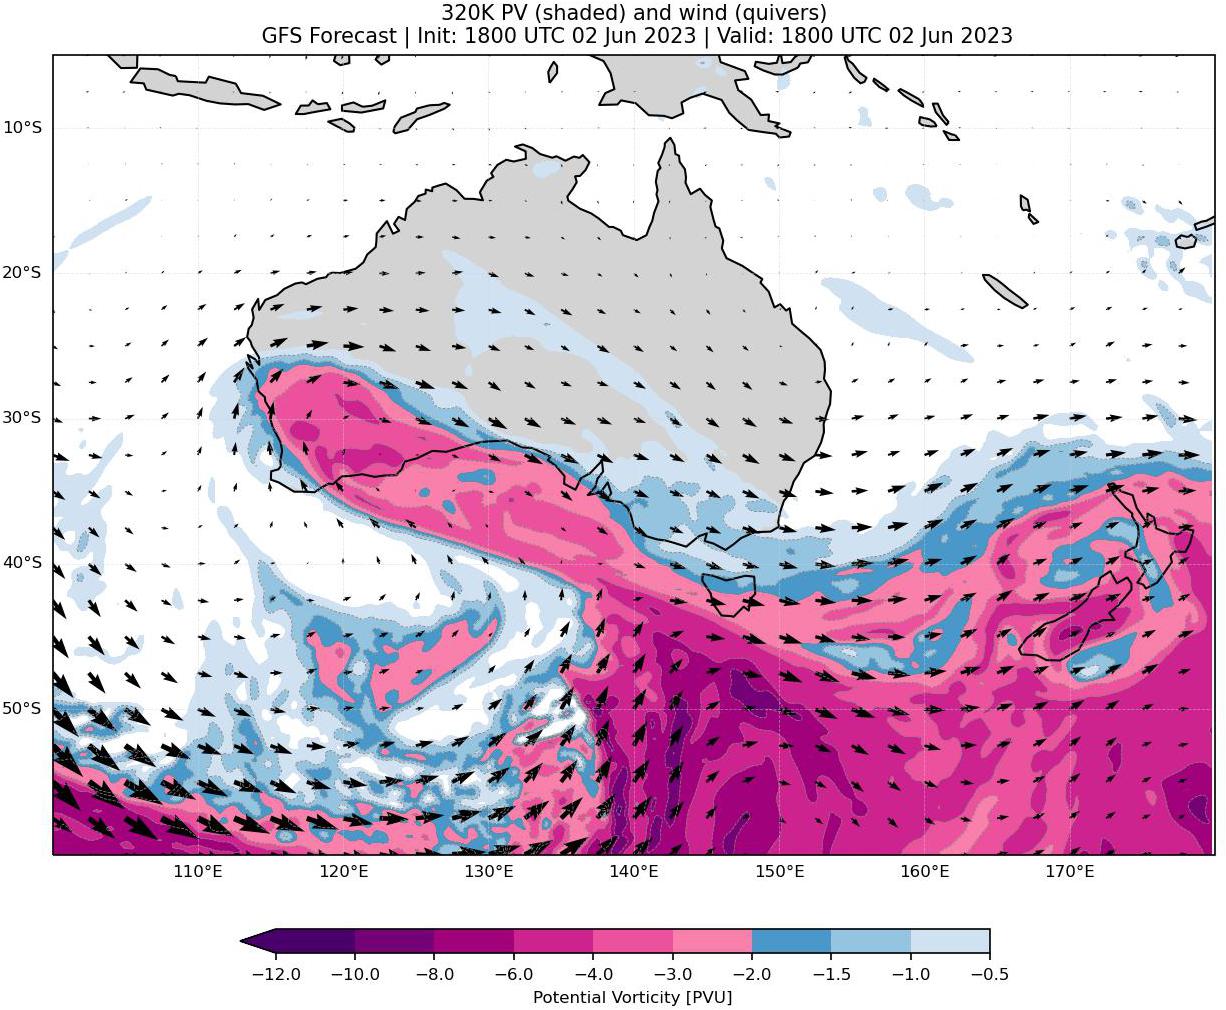 320K PV (shaded) and wind (quivers)
GFS Forecast | Init: 1800 UTC 02 Jun 2023 | Valid: 1800 UTC 02 Jun 2023
10°S
20°S
30°S
40°S
50°S
110°E 120°E 130°E 140°E 150°E 160°E 170°E
−12.0 −10.0 −8.0 −6.0 −4.0 −3.0 −2.0 −1.5 −1.0 −0.5
Potential Vorticity [PVU]